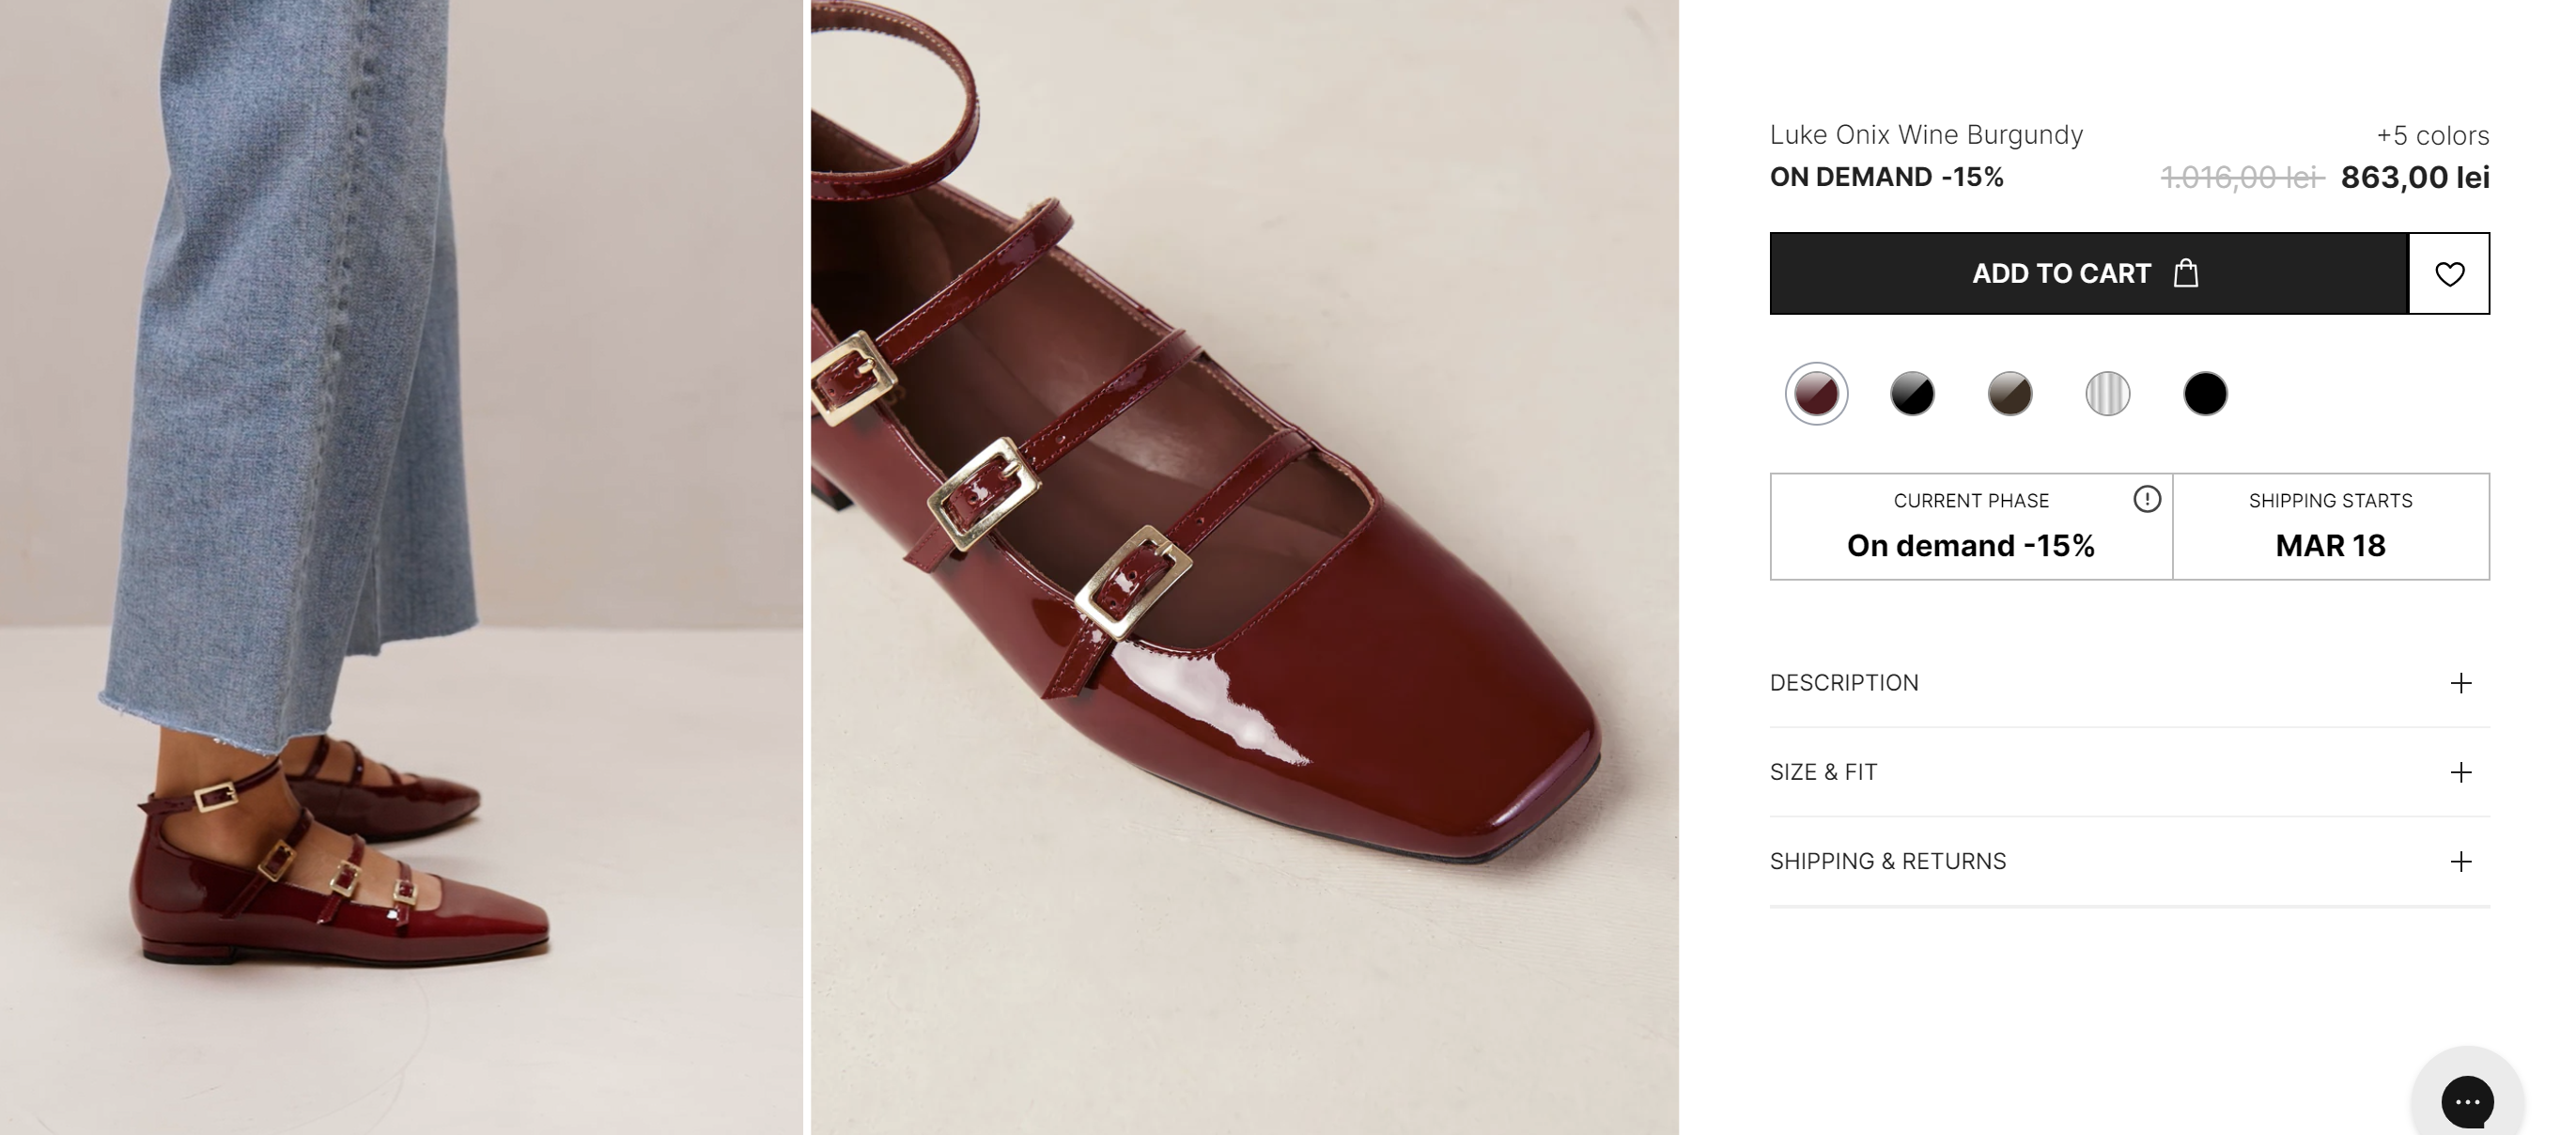 Luke Onix Wine Burgundy
+5 colors
ON DEMAND -15%
1.016,00 lei 863,00 lei
ADD TO CART
CURRENT PHASE
On demand -15%
SHIPPING STARTS
MAR 18
DESCRIPTION
SIZE & FIT
SHIPPING & RETURNS